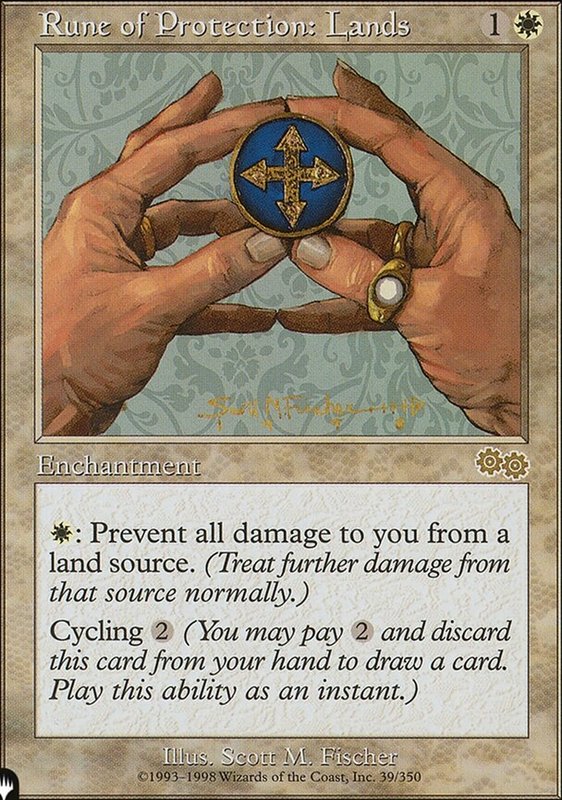 Rune of Protection: Lands 1
Scott M. Fischer
Enchantment
: Prevent all damage to you from a
land source. (Treat further damage from
that source normally.)
Cycling 2 (You may pay 2 and discard
this card from your hand to draw a card.
Play this ability as an instant.)
Illus. Scott M. Fischer
©1993–1998 Wizards of the Coast, Inc. 39/350